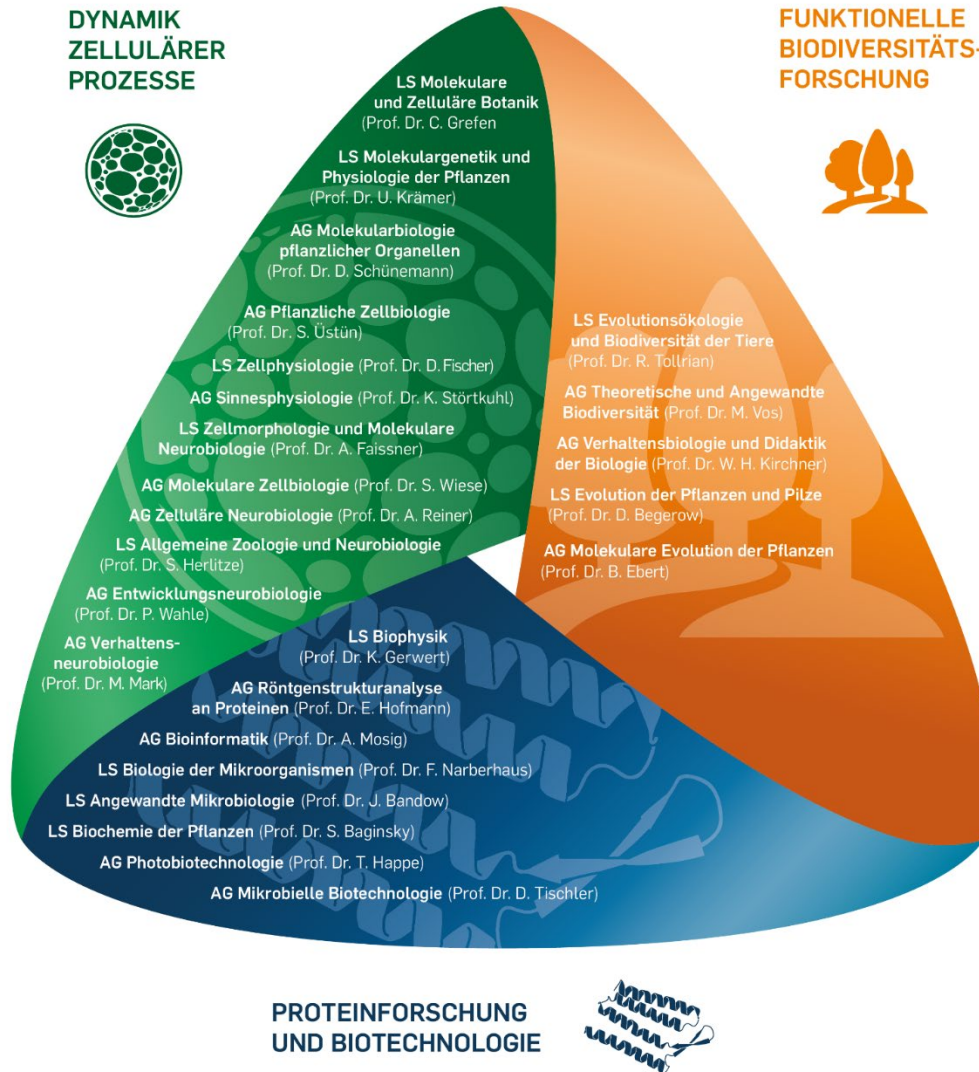 DYNAMIK
ZELLULÄRER
PROZESSE
FUNKTIONELLE
BIODIVERSITÄTS-
FORSCHUNG
LS Molekulare
und Zelluläre Botanik
(Prof. Dr. C. Grefen
LS Molekulargenetik und
Physiologie der Pflanzen
(Prof. Dr. U. Krämer)
AG Molekularbiologie
pflanzlicher Organellen
(Prof. Dr. D. Schünemann)
AG Pflanzliche Zellbiologie
(Prof. Dr. S. Üstün)
LS Zellphysiologie (Prof. Dr. D. Fischer)
AG Sinnesphysiologie (Prof. Dr. K. Störtkuhl)
LS Zellmorphologie und Molekulare
Neurobiologie (Prof. Dr. A. Faissner)
AG Molekulare Zellbiologie (Prof. Dr. S. Wiese)
AG Zelluläre Neurobiologie (Prof. Dr. A. Reiner)
LS Allgemeine Zoologie und Neurobiologie
(Prof. Dr. S. Herlitze)
AG Entwicklungsneurobiologie
(Prof. Dr. P. Wahle)
AG Verhaltens-
neurobiologie
(Prof. Dr. M. Mark)
LS Evolutionsökologie
und Biodiversität der Tiere
(Prof. Dr. R. Tollrian)
AG Theoretische und Angewandte
Biodiversität (Prof. Dr. M. Vos)
AG Verhaltensbiologie und Didaktik
der Biologie (Prof. Dr. W. H. Kirchner)
LS Evolution der Pflanzen und Pilze
(Prof. Dr. D. Begerow)
AG Molekulare Evolution der Pflanzen
(Prof. Dr. B. Ebert)
LS Biophysik
(Prof. Dr. K. Gerwert)
AG Röntgenstrukturanalyse
an Proteinen (Prof. Dr. E. Hofmann)
AG Bioinformatik (Prof. Dr. A. Mosig)
LS Biologie der Mikroorganismen (Prof. Dr. F. Narberhaus)
LS Angewandte Mikrobiologie (Prof. Dr. J. Bandow)
LS Biochemie der Pflanzen (Prof. Dr. S. Baginsky)
AG Photobiotechnologie (Prof. Dr. T. Happe)
AG Mikrobielle Biotechnologie (Prof. Dr. D. Tischler)
PROTEINFORSCHUNG
UND BIOTECHNOLOGIE